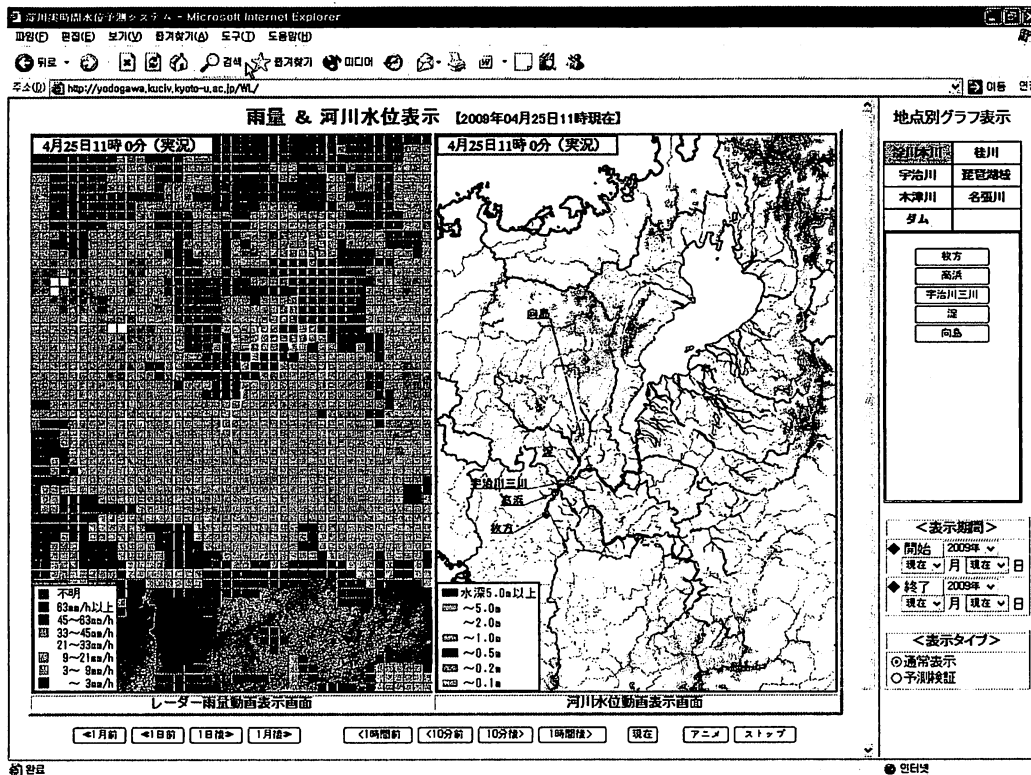 淀川実時間水位予測システム - Microsoft Internet Explorer
파일(F) 편집(E) 보기(V) 즐겨찾기(A) 도구(T) 도움말(H)
뒤로 검색 즐겨찾기 미디어
주소(D) http://yodogawa.kuciv.kyoto-u.ac.jp/WL/ 이동
雨量 & 河川水位表示 【2009年04月25日11時現在】
4月25日11時 0分 (実況)
不明
63mm/h以上
45～63mm/h
33～45mm/h
21～33mm/h
9～21mm/h
3～ 9mm/h
～ 3mm/h
レーダー雨量動画表示画面
4月25日11時 0分 (実況)
向島
淀
宇治川三川
高浜
枚方
水深5.0m以上
～5.0m
～2.0m
～1.0m
～0.5m
～0.2m
～0.1m
河川水位動画表示画面
≪1月前 ≪1日前 1日後≫ 1月後≫ <1時間前 <10分前 10分後> 1時間後> 現在 アニメ ストップ
地点別グラフ表示
淀川本川 桂川
宇治川 琵琶湖域
木津川 名張川
ダム
枚方
高浜
宇治川三川
淀
向島
＜表示期間＞
◆ 開始 2009年
現在 月 現在 日
◆ 終了 2009年
現在 月 現在 日
＜表示タイプ＞
通常表示
予測検証
완료 인터넷